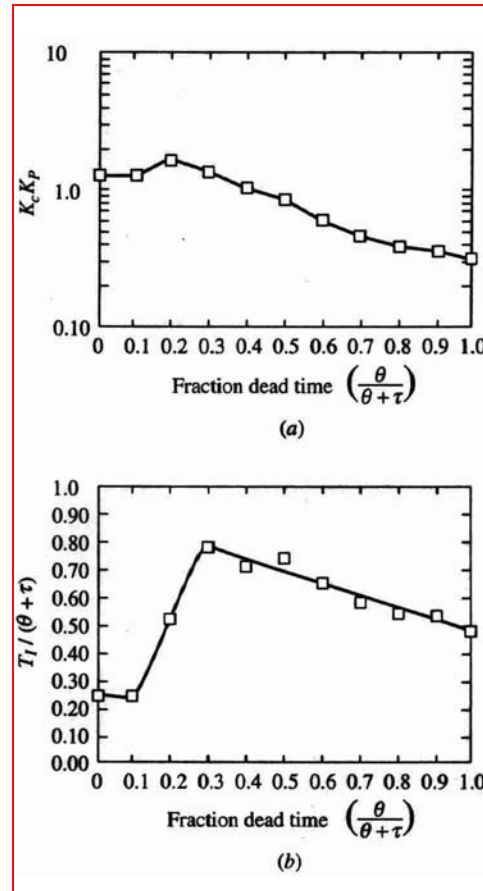 10
1.0
0.10
K_c K_P
0 0.1 0.2 0.3 0.4 0.5 0.6 0.7 0.8 0.9 1.0
Fraction dead time (θ/(θ + τ))
(a)
1.0
0.90
0.80
0.70
0.60
0.50
0.40
0.30
0.20
0.10
0.00
T_I / (θ + τ)
0 0.1 0.2 0.3 0.4 0.5 0.6 0.7 0.8 0.9 1.0
Fraction dead time (θ/(θ + τ))
(b)